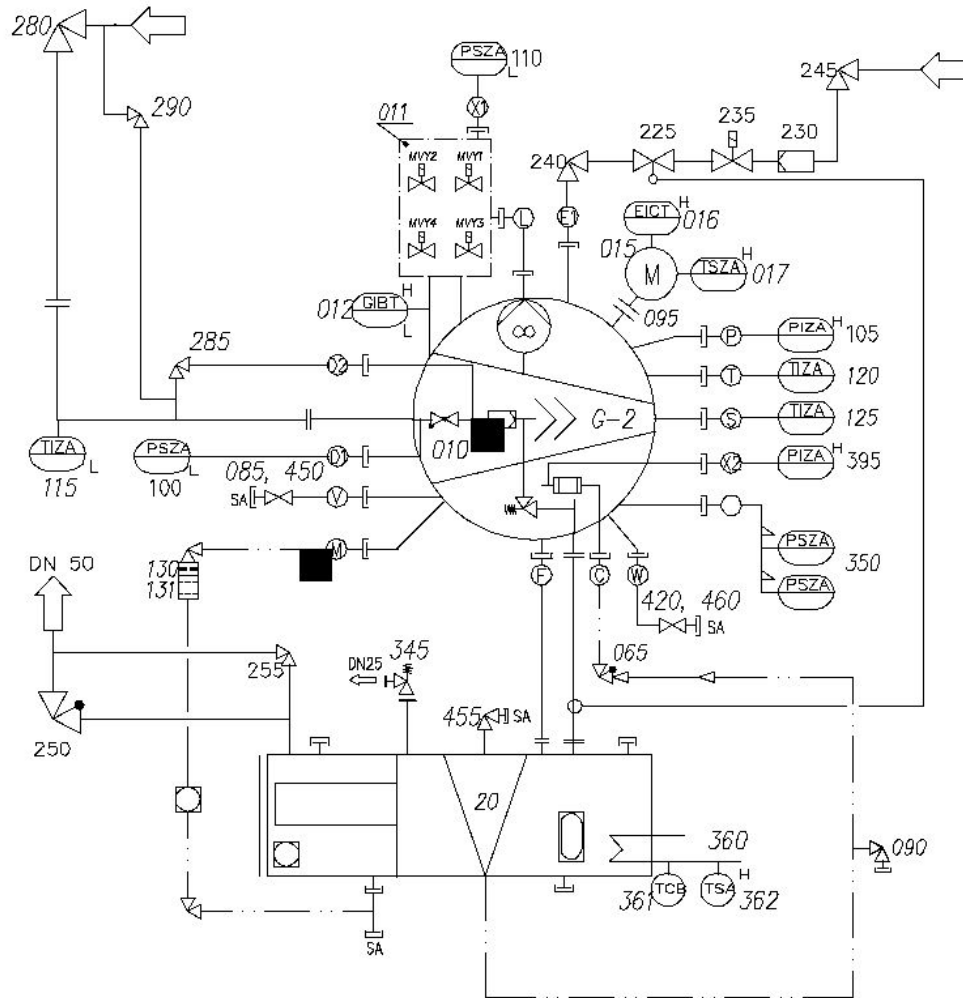 280
PSZA 110
L
245
290
011
225
235
230
X1
MVY2 MVY1
240
EICT H
016
MVY4 MVY3
L
E1
015
M
TSZA H
017
GIBT H
L
012
095
P
PIZA H
105
285
D2
T
TIZA
120
G-2
S
TIZA
125
TIZA L
115
PSZA L
100
D1
010
X2
PIZA H
395
085, 450
SA
V
M
PSZA
350
PSZA
DN 50
130
131
F
C
W
420, 460
SA
255
DN25
345
065
455
SA
250
20
360
090
361
TCB
TSA H
362
SA